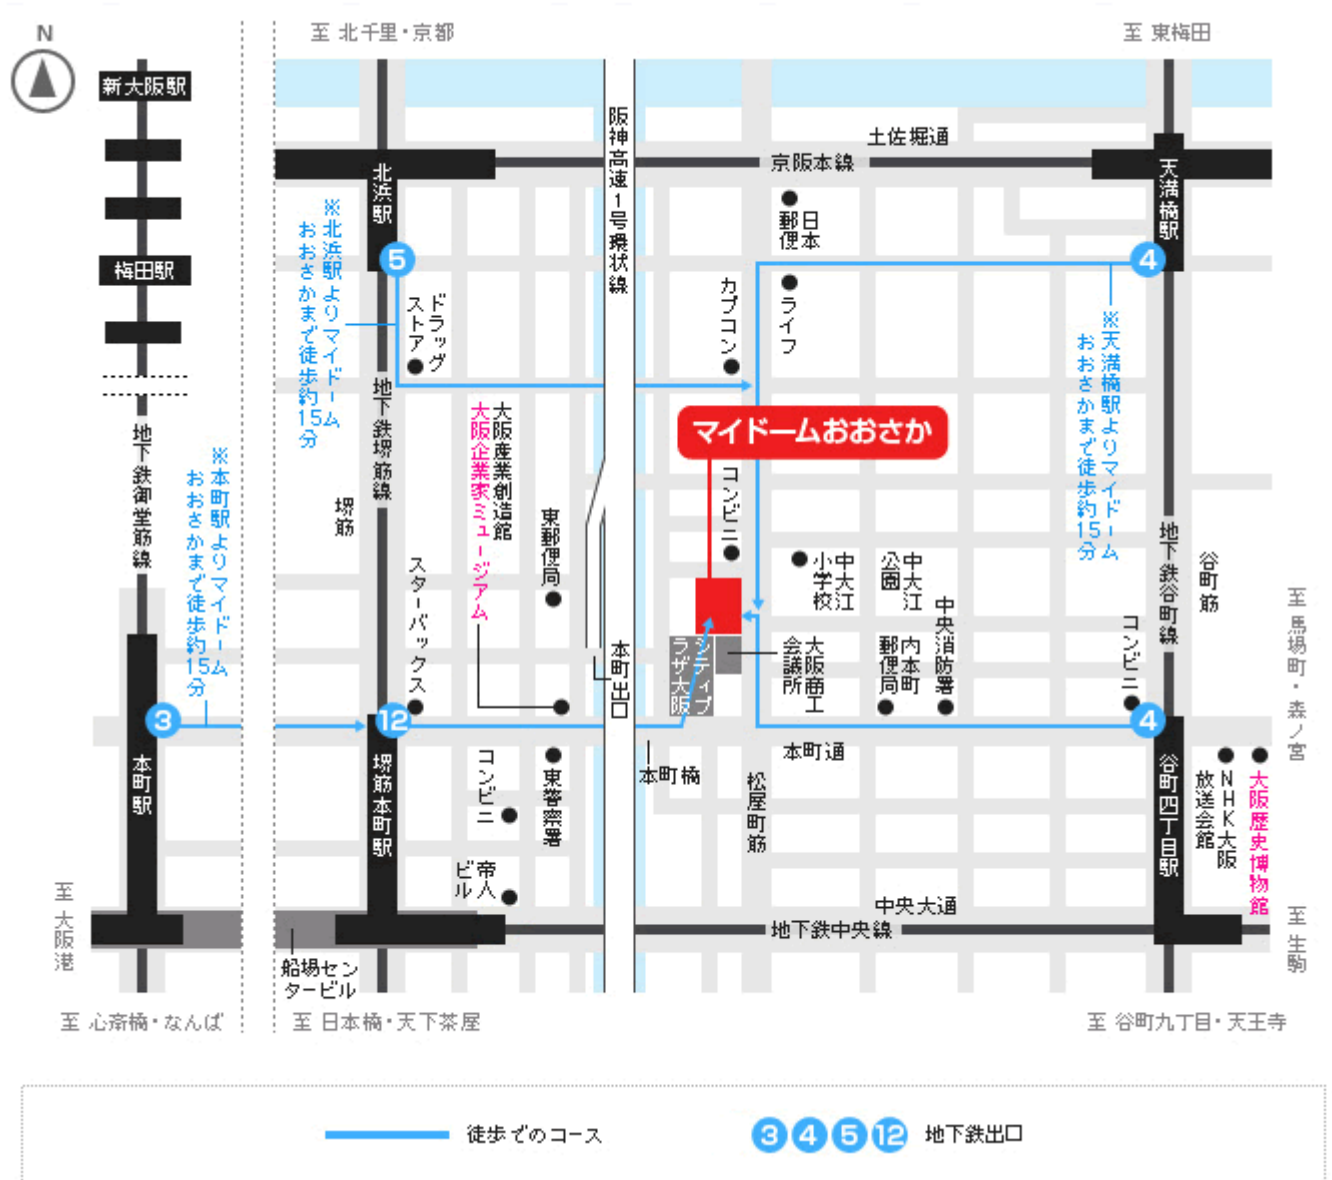 N
至 北千里・京都
至 東梅田
新大阪駅
梅田駅
地下鉄御堂筋線
※本町駅よりマイドーム
おおさかまで徒歩約15分
3
本町駅
至 大阪港
至 心斎橋・なんば
北浜駅
5
※北浜駅よりマイドーム
おおさかまで徒歩約15分
ドラッグ
ストア
地下鉄堺筋線
堺筋
大阪産業創造館
大阪企業家ミュージアム
東郵便局
スターバックス
12
堺筋本町駅
コンビニ
東警察署
帝人
ビル
船場セン
タービル
至 日本橋・天下茶屋
阪神高速1号環状線
本町出口
本町橋
土佐堀通
京阪本線
日本
郵便
カプコン
ライフ
マイドームおおさか
コンビニ
中大江
小学校
中大江
公園
中央消防署
シティプ
ラザ大阪
大阪商工
会議所
内本町
郵便局
本町通
松屋町筋
中央大通
地下鉄中央線
天満橋駅
4
※天満橋駅よりマイドーム
おおさかまで徒歩約15分
地下鉄谷町線
谷町筋
コンビニ
4
谷町四丁目駅
NHK大阪
放送会館
大阪歴史博物館
至 馬場町・森ノ宮
至 生駒
至 谷町九丁目・天王寺
徒歩でのコース
3 4 5 12 地下鉄出口